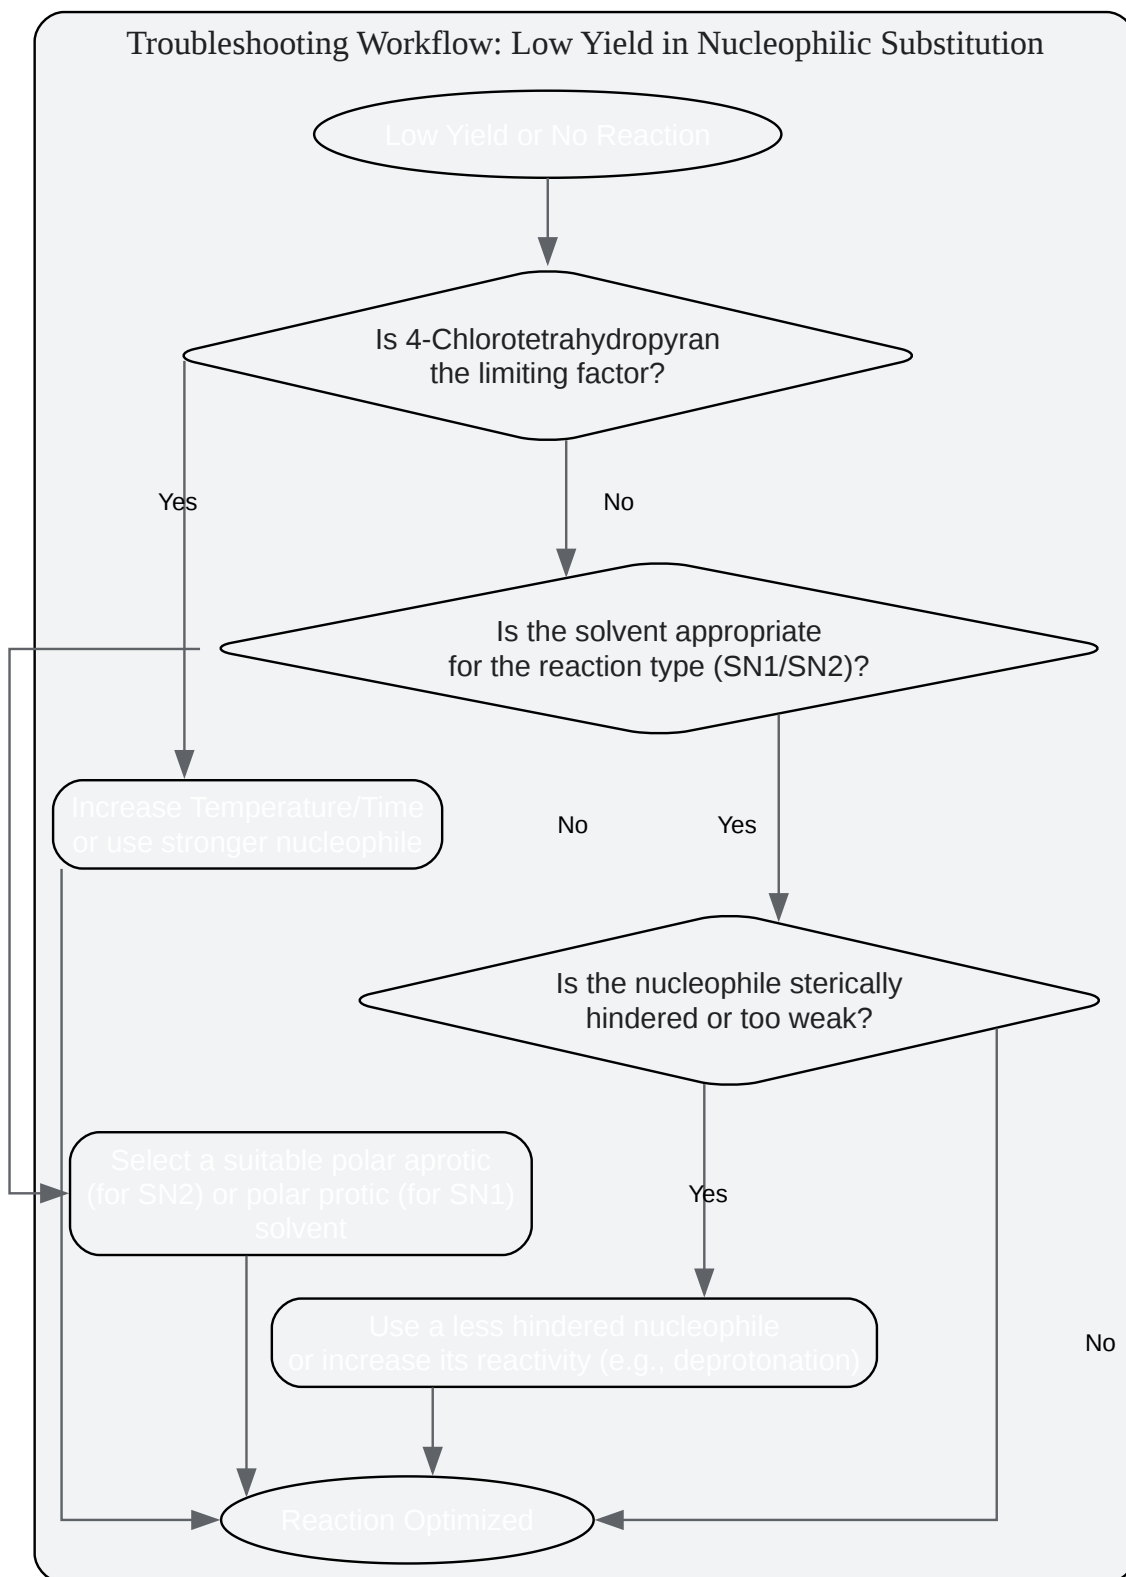 Troubleshooting Workflow: Low Yield in Nucleophilic Substitution
Low Yield or No Reaction
Is 4-Chlorotetrahydropyran
the limiting factor?
Yes
No
Is the solvent appropriate
for the reaction type (SN1/SN2)?
Increase Temperature/Time
or use stronger nucleophile
No
Yes
Is the nucleophile sterically
hindered or too weak?
Select a suitable polar aprotic
(for SN2) or polar protic (for SN1)
solvent
Yes
Use a less hindered nucleophile
or increase its reactivity (e.g., deprotonation)
No
Reaction Optimized